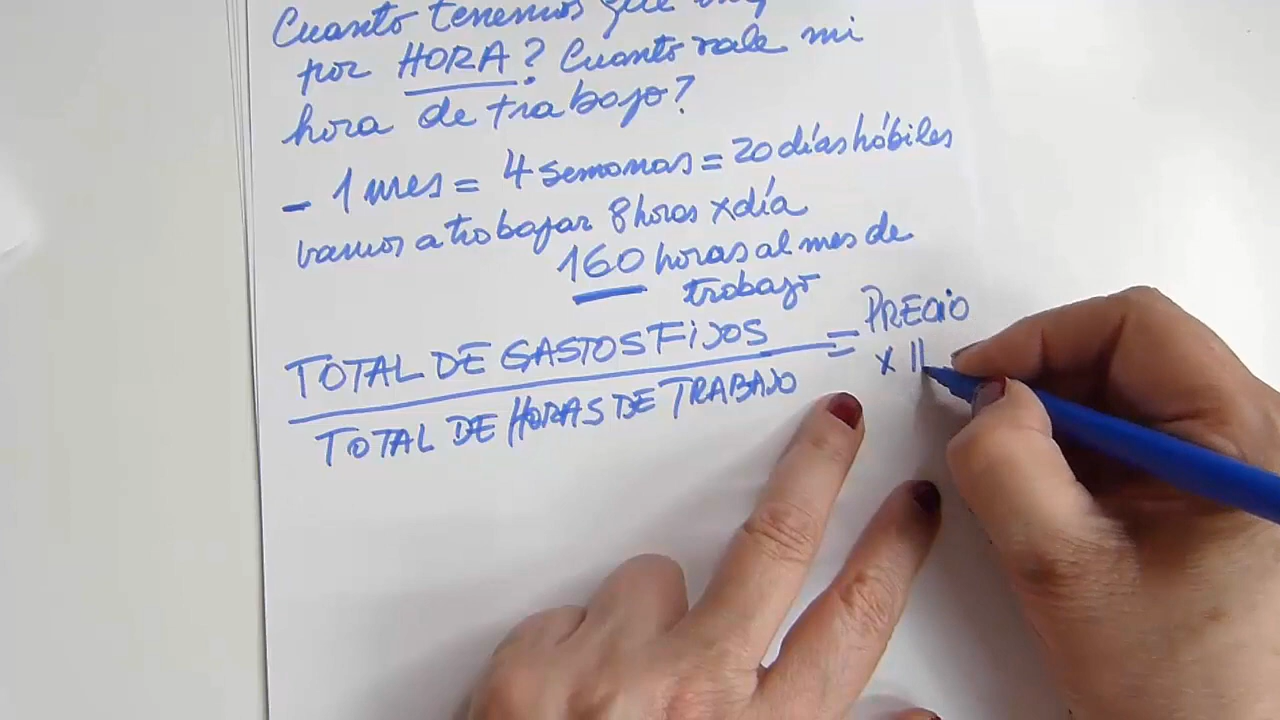 Cuanto tenemos que
por HORA? Cuanto vale mi
hora de trabajo?
- 1 mes = 4 semanas = 20 días hóbiles
vamos a trabajar 8 horas x día
160 horas al mes de
trabajo
TOTAL DE GASTOS FIJOS = PRECIO
TOTAL DE HORAS DE TRABAJO
x